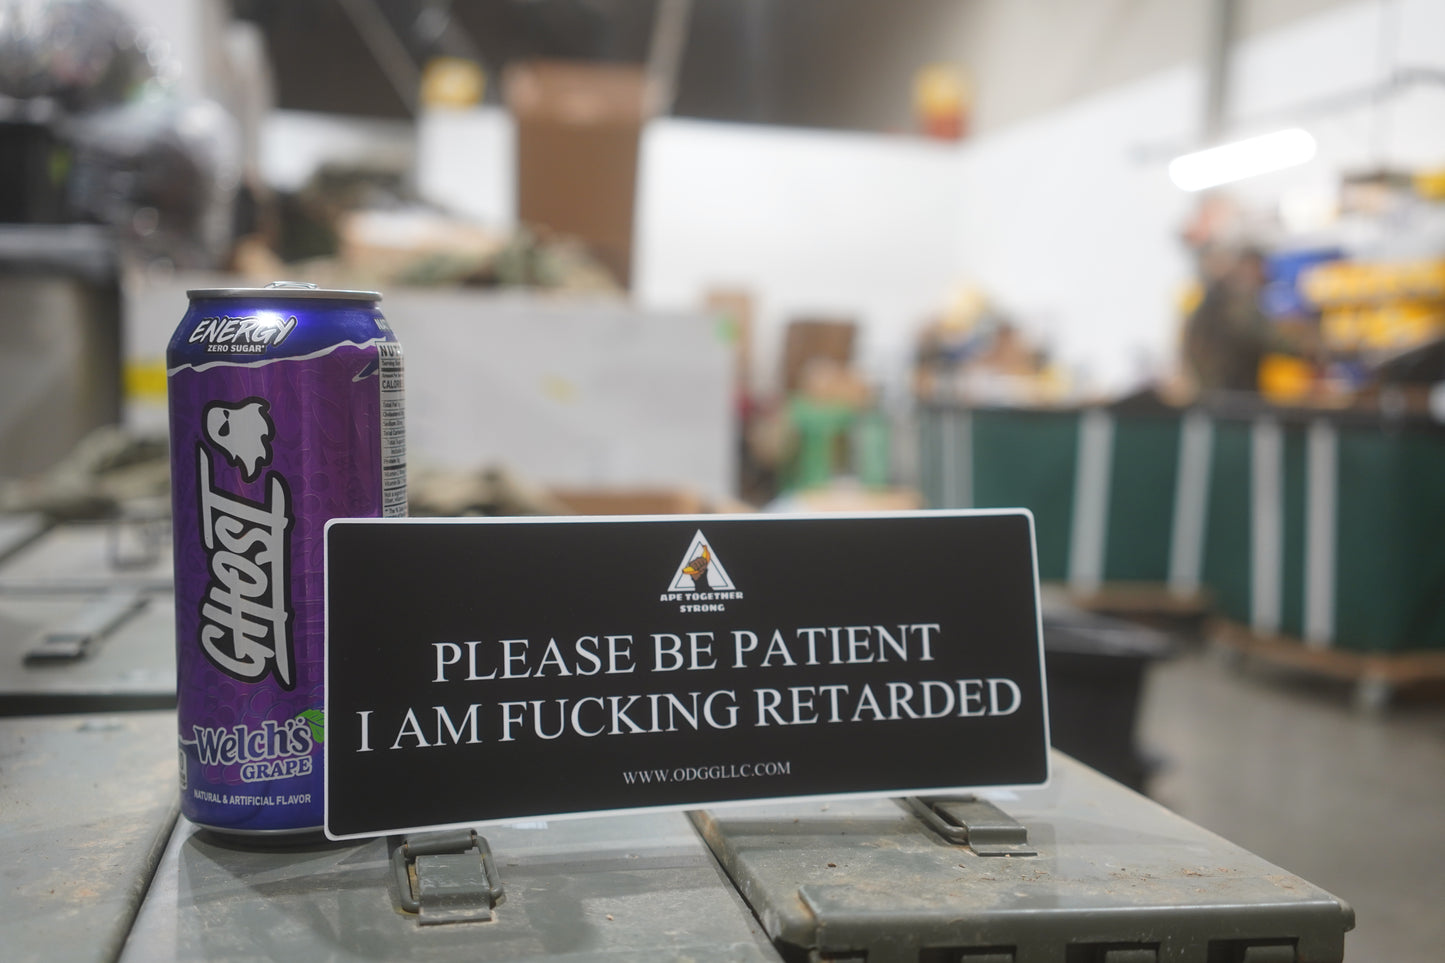 ENERGY
ZERO SUGAR*
GHOST
Welch's
GRAPE
NATURAL & ARTIFICIAL FLAVOR
APE TOGETHER
STRONG
PLEASE BE PATIENT
I AM FUCKING RETARDED
WWW.ODGGLLC.COM